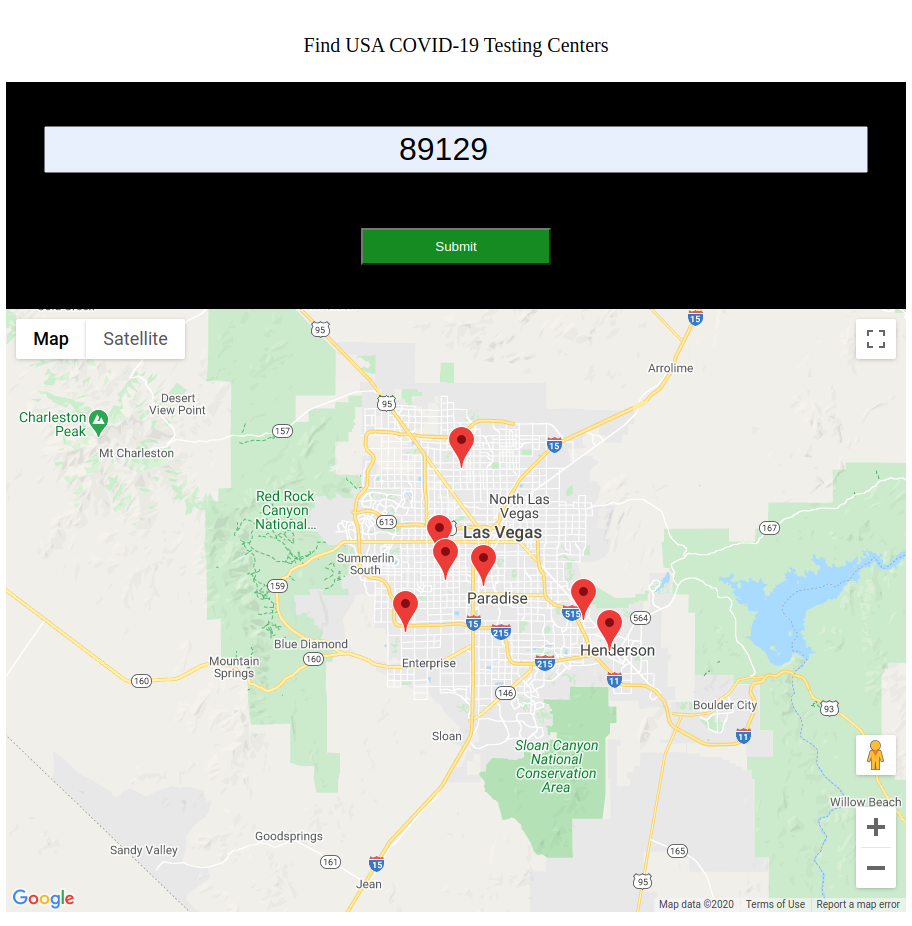 Find USA COVID-19 Testing Centers
89129
Submit
Map Satellite
95
15
Arrolime
Desert
View Point
95
Charleston
Peak
157
15
Mt Charleston
Red Rock
Canyon
National...
North Las
Vegas
613
Las Vegas
167
Summerlin
South
159
Paradise
515
564
15
215
Blue Diamond
Henderson
160
Mountain
Springs
Enterprise
215
160
11
146
Boulder City
93
Sloan
11
Sloan Canyon
National
Conservation
Area
Willow Beach
Goodsprings
Sandy Valley
165
161
15
Jean
95
Google
Map data ©2020 Terms of Use Report a map error